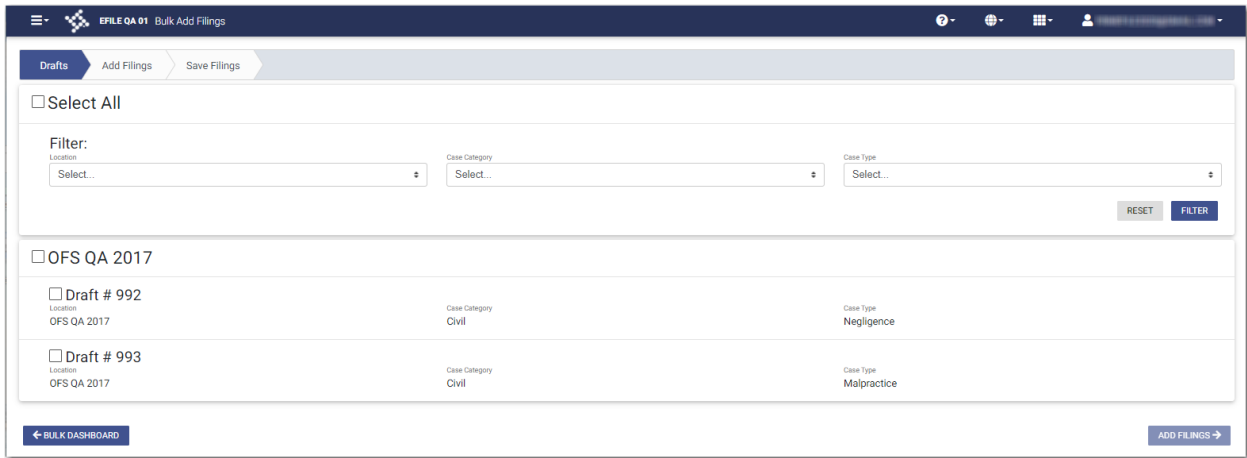 EFILE QA 01 Bulk Add Filings
Drafts Add Filings Save Filings
Select All
Filter:
Location Case Category Case Type
Select... Select... Select...
RESET FILTER
OFS QA 2017
Draft # 992
Location Case Category Case Type
OFS QA 2017 Civil Negligence
Draft # 993
Location Case Category Case Type
OFS QA 2017 Civil Malpractice
BULK DASHBOARD ADD FILINGS